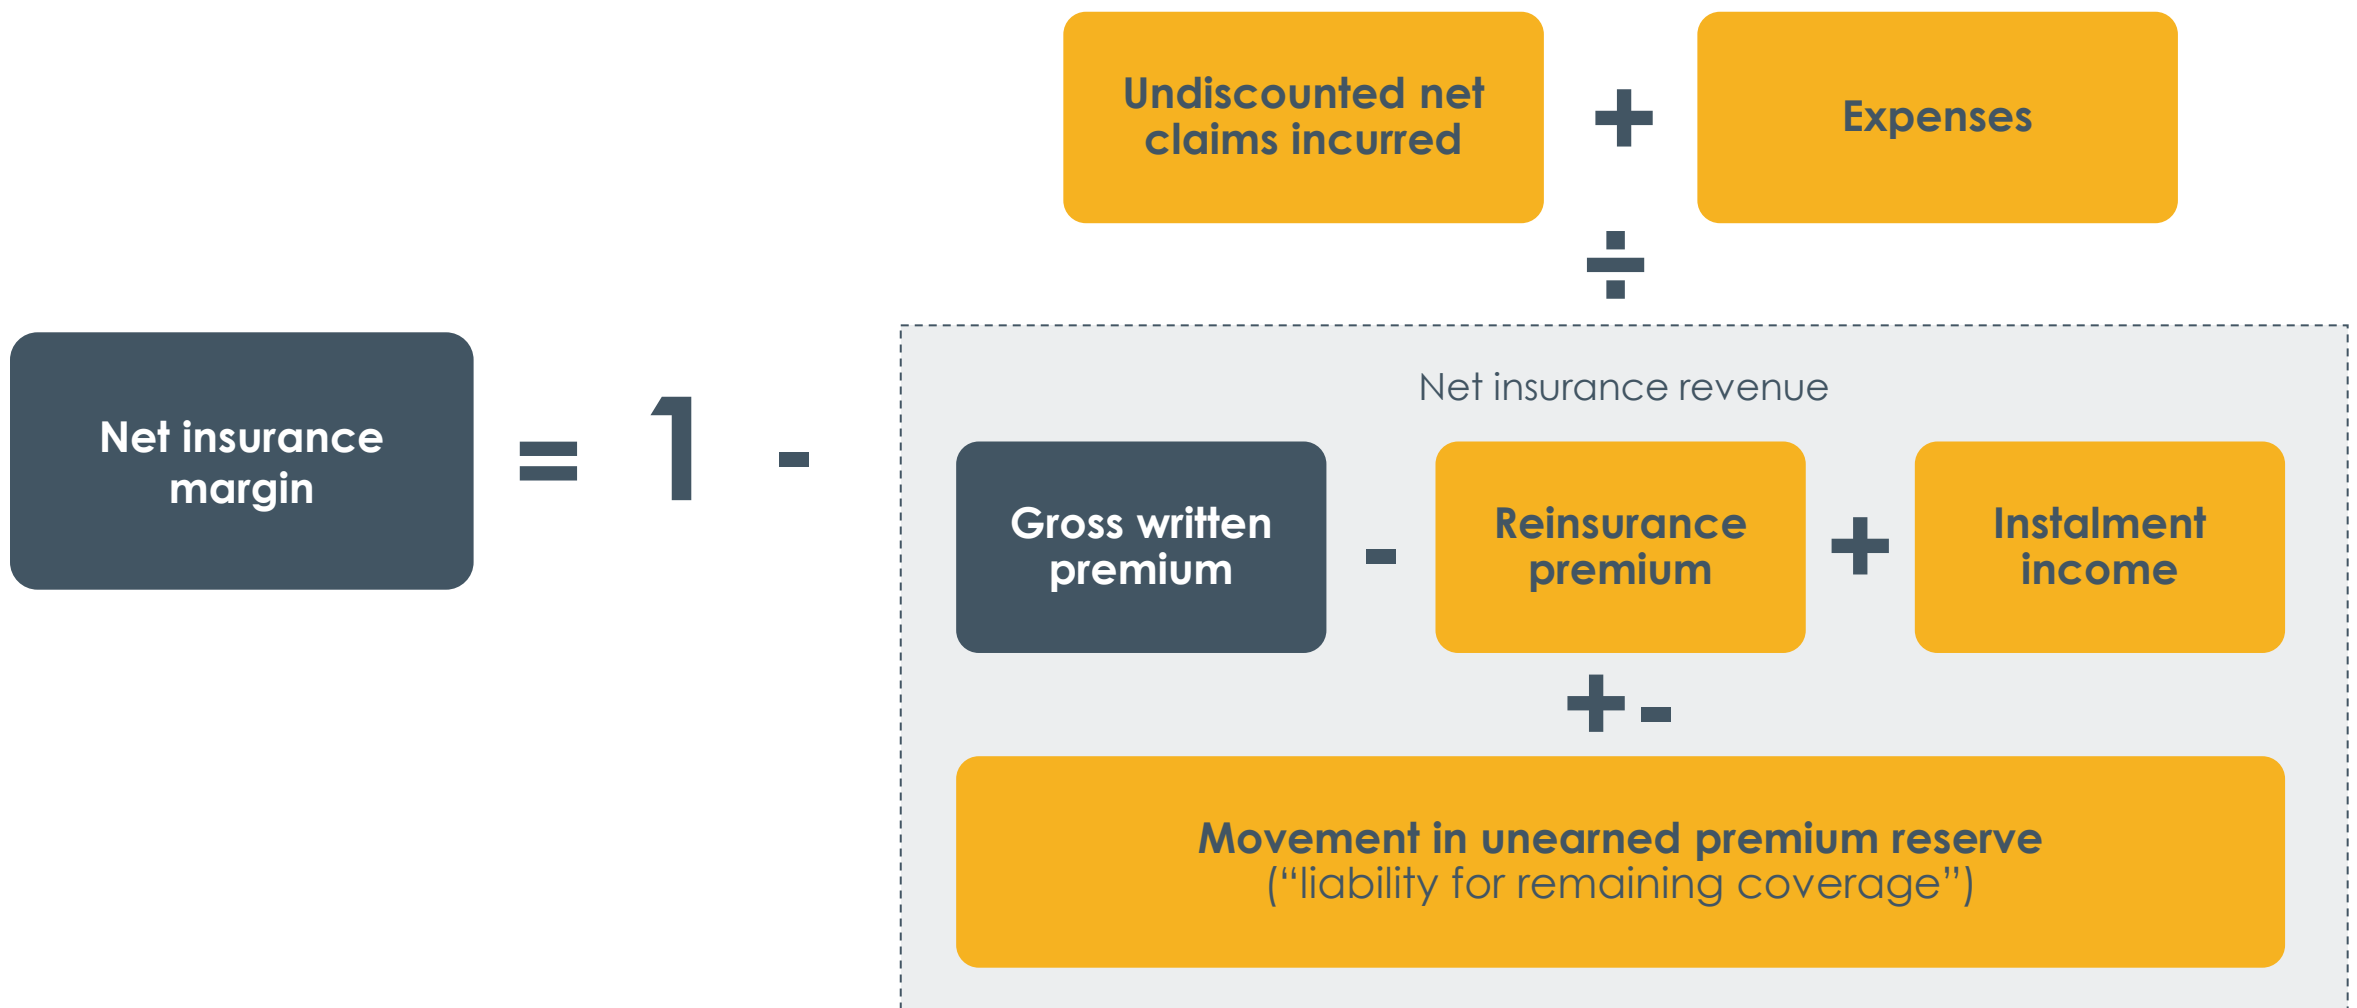 Undiscounted net
claims incurred
+
Expenses
÷
Net insurance
margin
= 1 -
Net insurance revenue
Gross written
premium
-
Reinsurance
premium
+
Instalment
income
+-
Movement in unearned premium reserve
(“liability for remaining coverage”)